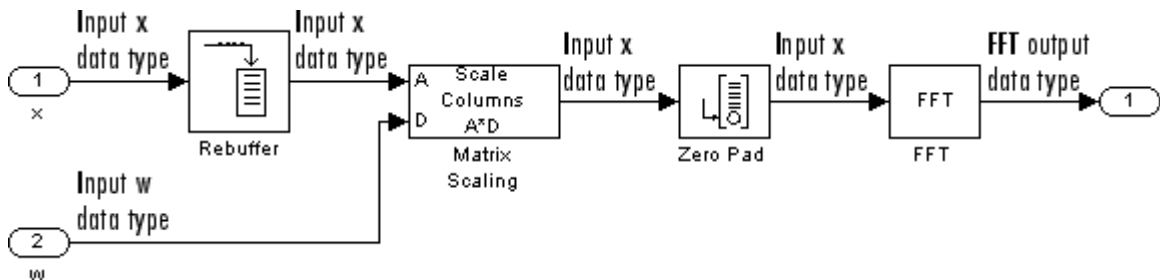 Input x
data type
Input x
data type
Input x
data type
Input x
data type
FFT output
data type
1
x
Rebuffer
A
D
Scale
Columns
A*D
Matrix
Scaling
Zero Pad
FFT
FFT
1
Input w
data type
2
w